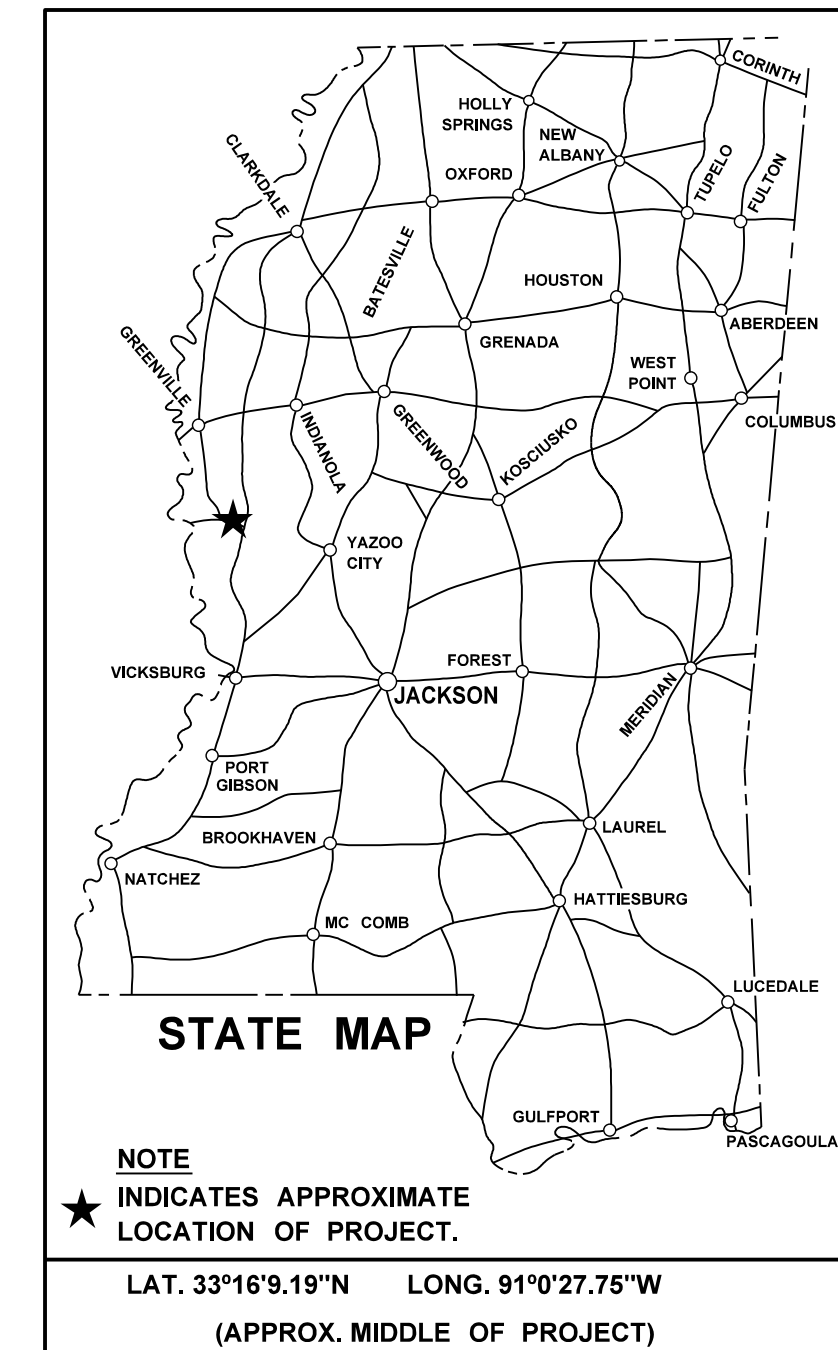 CORINTH
HOLLY
SPRINGS
NEW
ALBANY
CLARKDALE
OXFORD
TUPELO
FULTON
BATESVILLE
HOUSTON
GREENVILLE
ABERDEEN
GRENADA
WEST
POINT
INDIANOLA
GREENWOOD
KOSCIUSKO
COLUMBUS
YAZOO
CITY
VICKSBURG
FOREST
JACKSON
MERIDIAN
PORT
GIBSON
BROOKHAVEN
LAUREL
NATCHEZ
HATTIESBURG
MC COMB
LUCEDALE
STATE MAP
GULFPORT
PASCAGOULA
NOTE
INDICATES APPROXIMATE
LOCATION OF PROJECT.
LAT. 33º16'9.19"N LONG. 91º0'27.75"W
(APPROX. MIDDLE OF PROJECT)